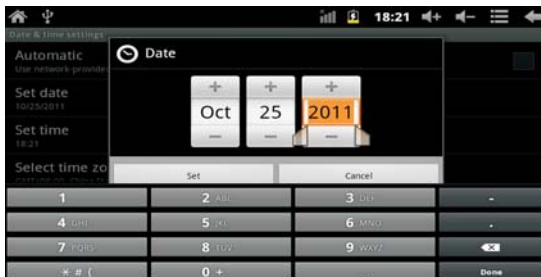 18:21
Date & time settings
Automatic
Use network-provided
Date
Set date
10/25/2011
Oct 25 2011
Set time
18:21
Select time zo
Set Cancel
1 2 ABC 3 DEF -
4 GHI 5 JKL 6 MNO .
7 PQRS 8 TUV 9 WXYZ
* # ( 0 + Done